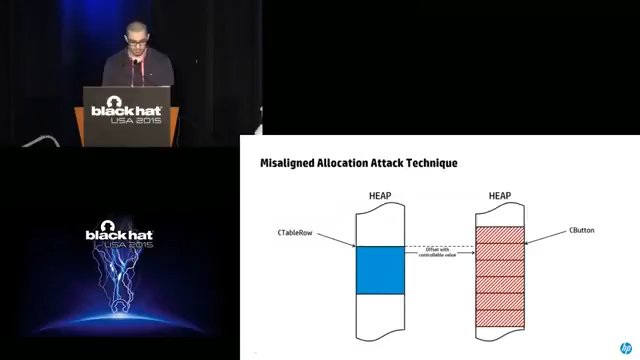 black hat
USA 2015
black hat
USA 2015
Misaligned Allocation Attack Technique
HEAP
HEAP
CTableRow
Offset with
controllable value
CButton
hp